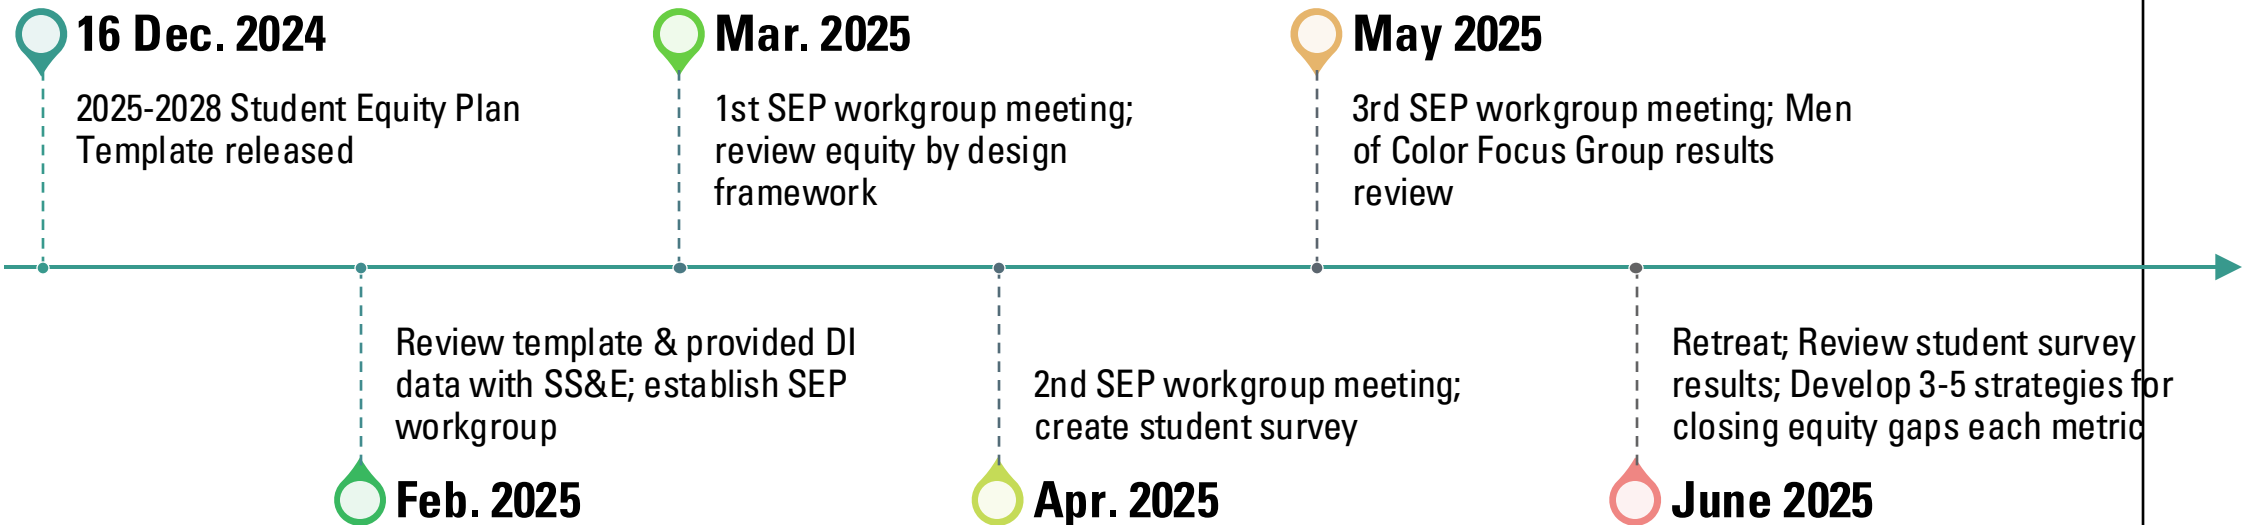 16 Dec. 2024
2025-2028 Student Equity Plan
Template released
Review template & provided DI
data with SS&E; establish SEP
workgroup
Feb. 2025
Mar. 2025
1st SEP workgroup meeting;
review equity by design
framework
2nd SEP workgroup meeting;
create student survey
Apr. 2025
May 2025
3rd SEP workgroup meeting; Men
of Color Focus Group results
review
Retreat; Review student survey
results; Develop 3-5 strategies for
closing equity gaps each metric
June 2025